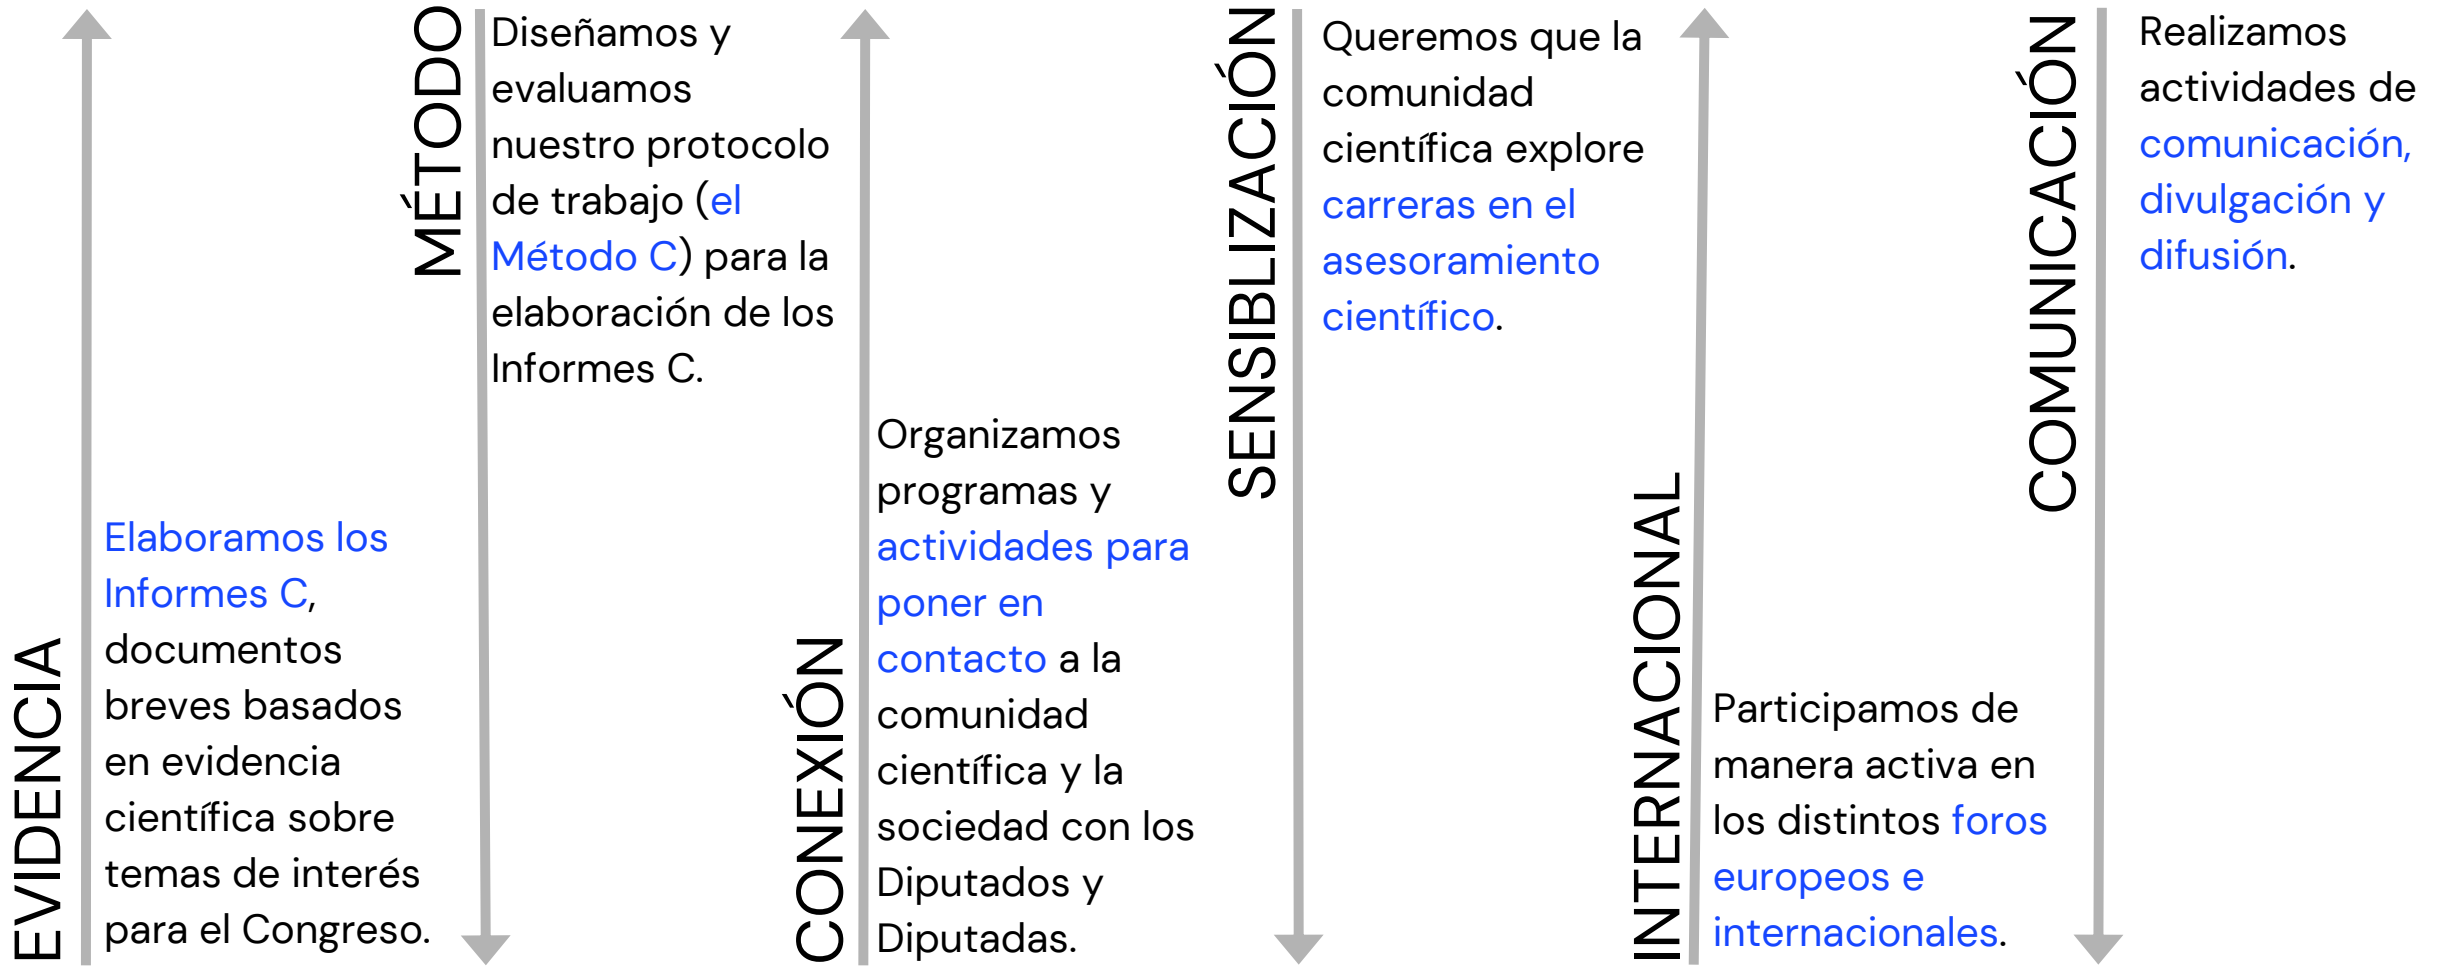 EVIDENCIA
Elaboramos los
Informes C,
documentos
breves basados
en evidencia
científica sobre
temas de interés
para el Congreso.
MÉTODO
Diseñamos y
evaluamos
nuestro protocolo
de trabajo (el
Método C) para la
elaboración de los
Informes C.
CONEXIÓN
Organizamos
programas y
actividades para
poner en
contacto a la
comunidad
científica y la
sociedad con los
Diputados y
Diputadas.
SENSIBLIZACIÓN
Queremos que la
comunidad
científica explore
carreras en el
asesoramiento
científico.
INTERNACIONAL
Participamos de
manera activa en
los distintos foros
europeos e
internacionales.
COMUNICACIÓN
Realizamos
actividades de
comunicación,
divulgación y
difusión.